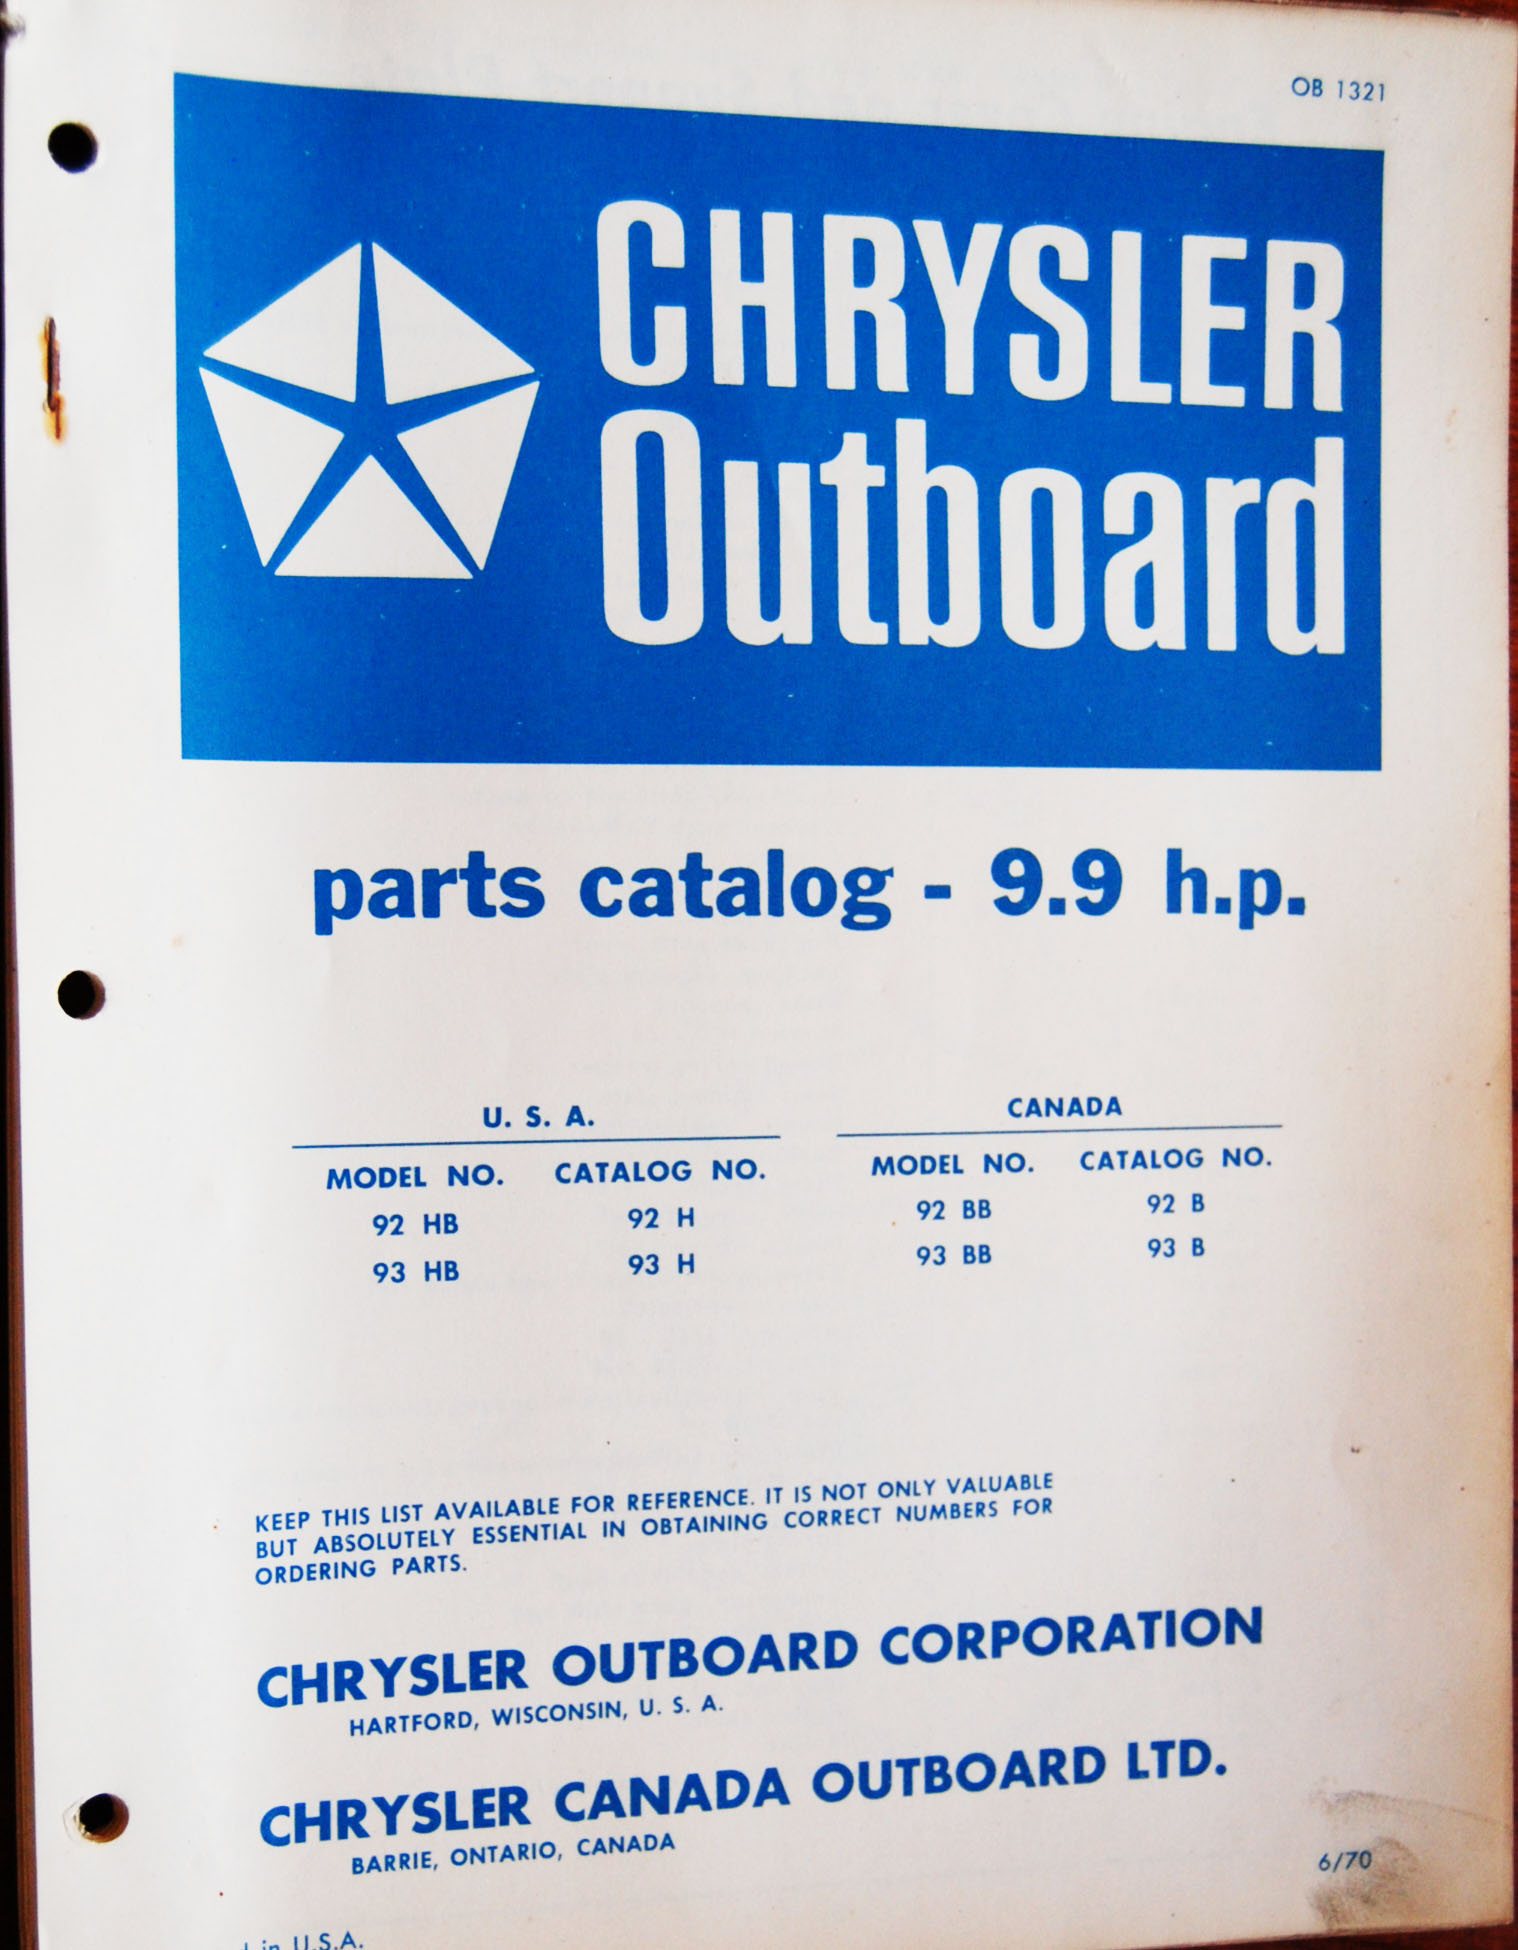 OB 1321
CHRYSLER
Outboard
parts catalog - 9.9 h.p.
U. S. A.
MODEL NO. CATALOG NO.
92 HB 92 H
93 HB 93 H
CANADA
MODEL NO. CATALOG NO.
92 BB 92 B
93 BB 93 B
KEEP THIS LIST AVAILABLE FOR REFERENCE. IT IS NOT ONLY VALUABLE
BUT ABSOLUTELY ESSENTIAL IN OBTAINING CORRECT NUMBERS FOR
ORDERING PARTS.
CHRYSLER OUTBOARD CORPORATION
HARTFORD, WISCONSIN, U. S. A.
CHRYSLER CANADA OUTBOARD LTD.
BARRIE, ONTARIO, CANADA
6/70
in U.S.A.